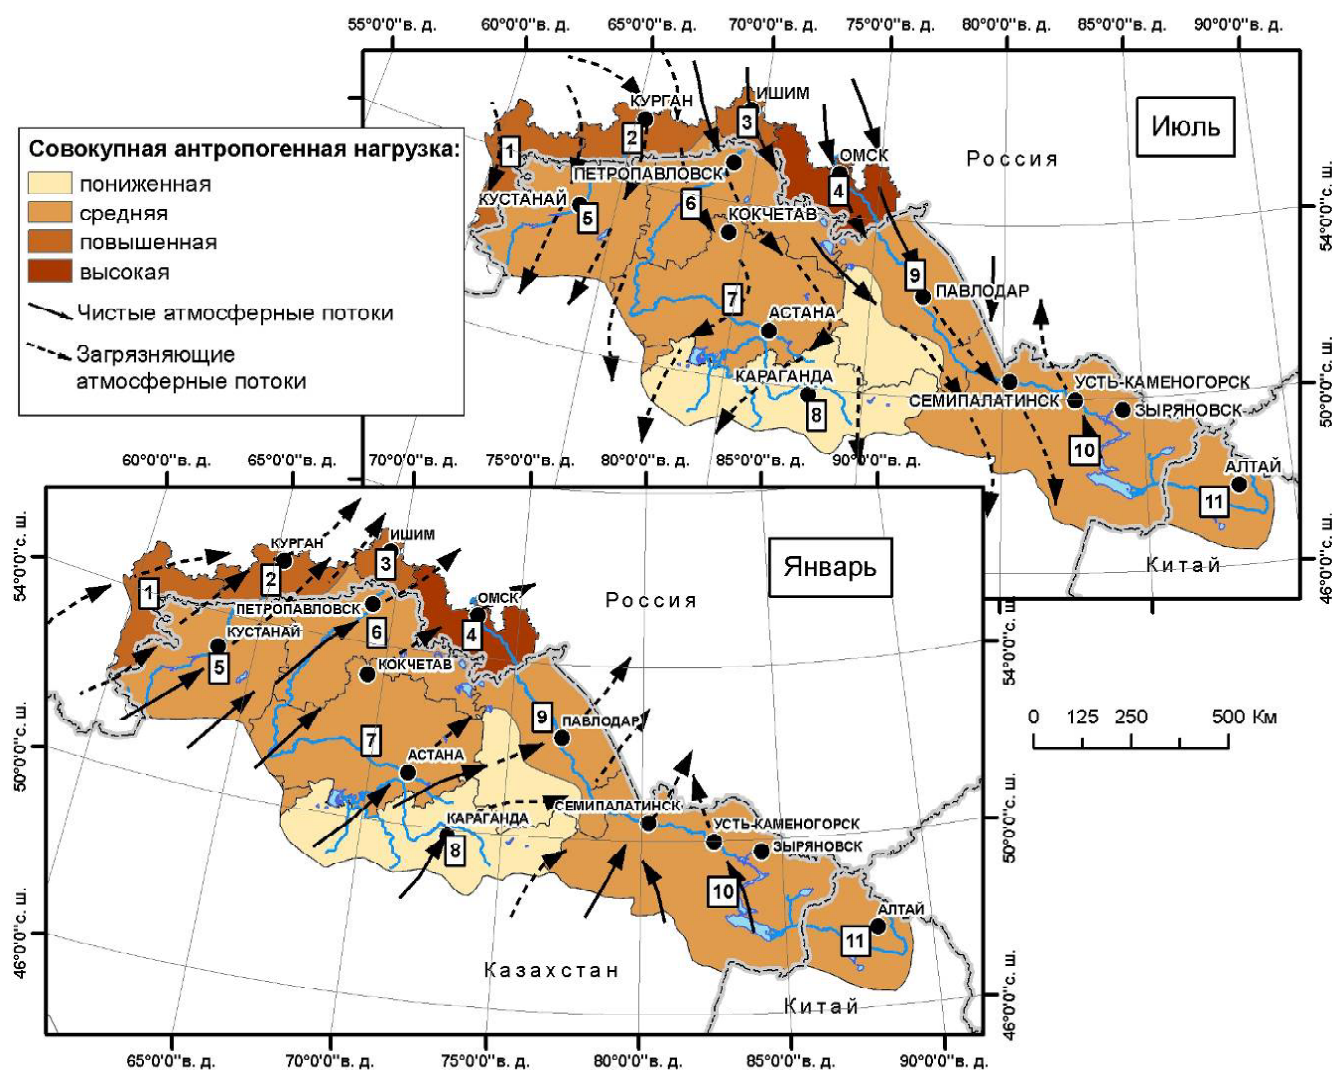 55°0'0"в. д. 60°0'0"в. д. 65°0'0"в. д. 70°0'0"в. д. 75°0'0"в. д. 80°0'0"в. д. 85°0'0"в. д. 90°0'0"в. д.
Июль
Россия
ИШИМ
КУРГАН
3
2
1
ОМСК
4
ПЕТРОПАВЛОВСК
КУСТАНАЙ
5
6
КОКЧЕТАВ
54°0'0"с. ш.
9
ПАВЛОДАР
7
АСТАНА
КАРАГАНДА
8
УСТЬ-КАМЕНОГОРСК
СЕМИПАЛАТИНСК
ЗЫРЯНОВСК
50°0'0"с. ш.
10
АЛТАЙ
11
Китай
46°0'0"с. ш.
Совокупная антропогенная нагрузка:
пониженная
средняя
повышенная
высокая
Чистые атмосферные потоки
Загрязняющие
атмосферные потоки
60°0'0"в. д. 65°0'0"в. д. 70°0'0"в. д. 75°0'0"в. д. 80°0'0"в. д. 85°0'0"в. д. 90°0'0"в. д.
Январь
Россия
54°0'0"с. ш.
КУРГАН
ИШИМ
3
2
1
ОМСК
4
ПЕТРОПАВЛОВСК
6
КУСТАНАЙ
5
КОКЧЕТАВ
54°0'0"с. ш.
9
ПАВЛОДАР
7
АСТАНА
50°0'0"с. ш.
СЕМИПАЛАТИНСК
КАРАГАНДА
8
УСТЬ-КАМЕНОГОРСК
ЗЫРЯНОВСК
50°0'0"с. ш.
10
АЛТАЙ
11
46°0'0"с. ш.
Казахстан
Китай
46°0'0"с. ш.
0 125 250 500 Км
65°0'0"в. д. 70°0'0"в. д. 75°0'0"в. д. 80°0'0"в. д. 85°0'0"в. д. 90°0'0"в. д.